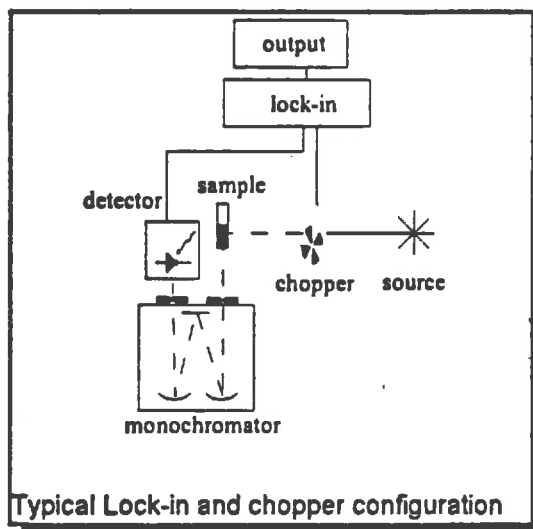 output
lock-in
sample
detector
chopper
source
monochromator
Typical Lock-in and chopper configuration